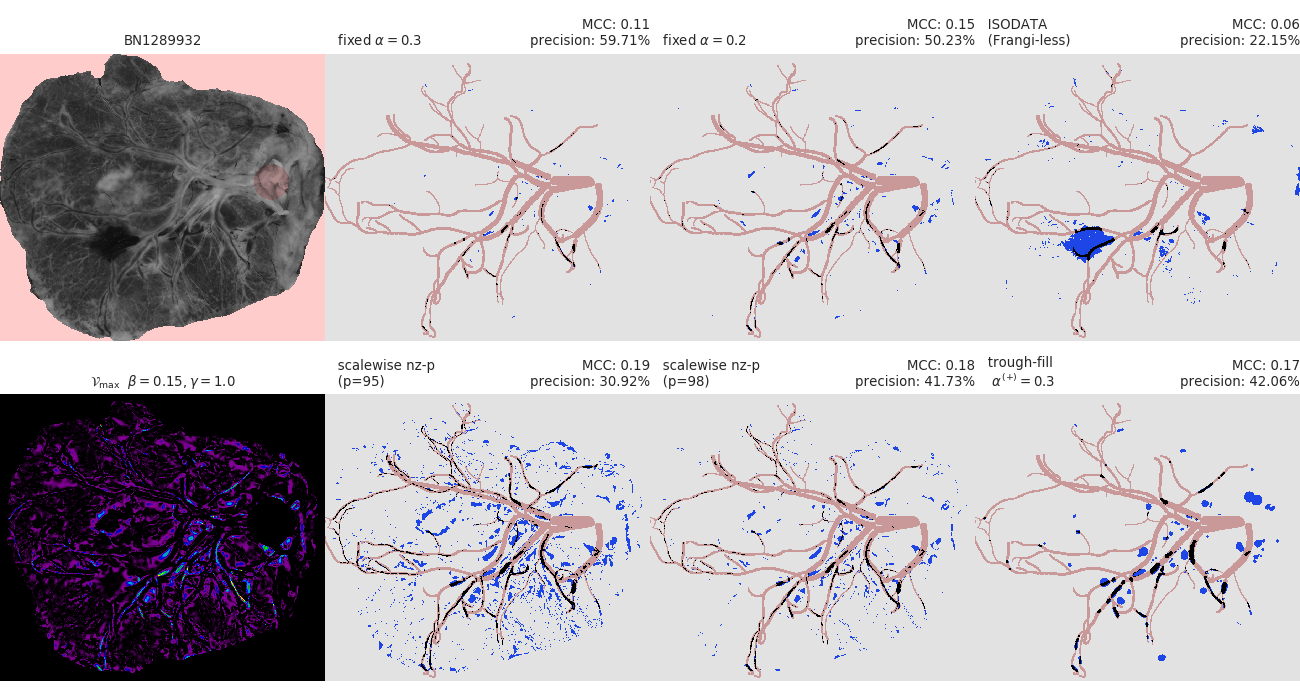 BN1289932
fixed α = 0.3
MCC: 0.11
precision: 59.71%
fixed α = 0.2
MCC: 0.15
precision: 50.23%
ISODATA
(Frangi-less)
MCC: 0.06
precision: 22.15%
𝒱max β = 0.15, γ = 1.0
scalewise nz-p
(p=95)
MCC: 0.19
precision: 30.92%
scalewise nz-p
(p=98)
MCC: 0.18
precision: 41.73%
trough-fill
α(+) = 0.3
MCC: 0.17
precision: 42.06%